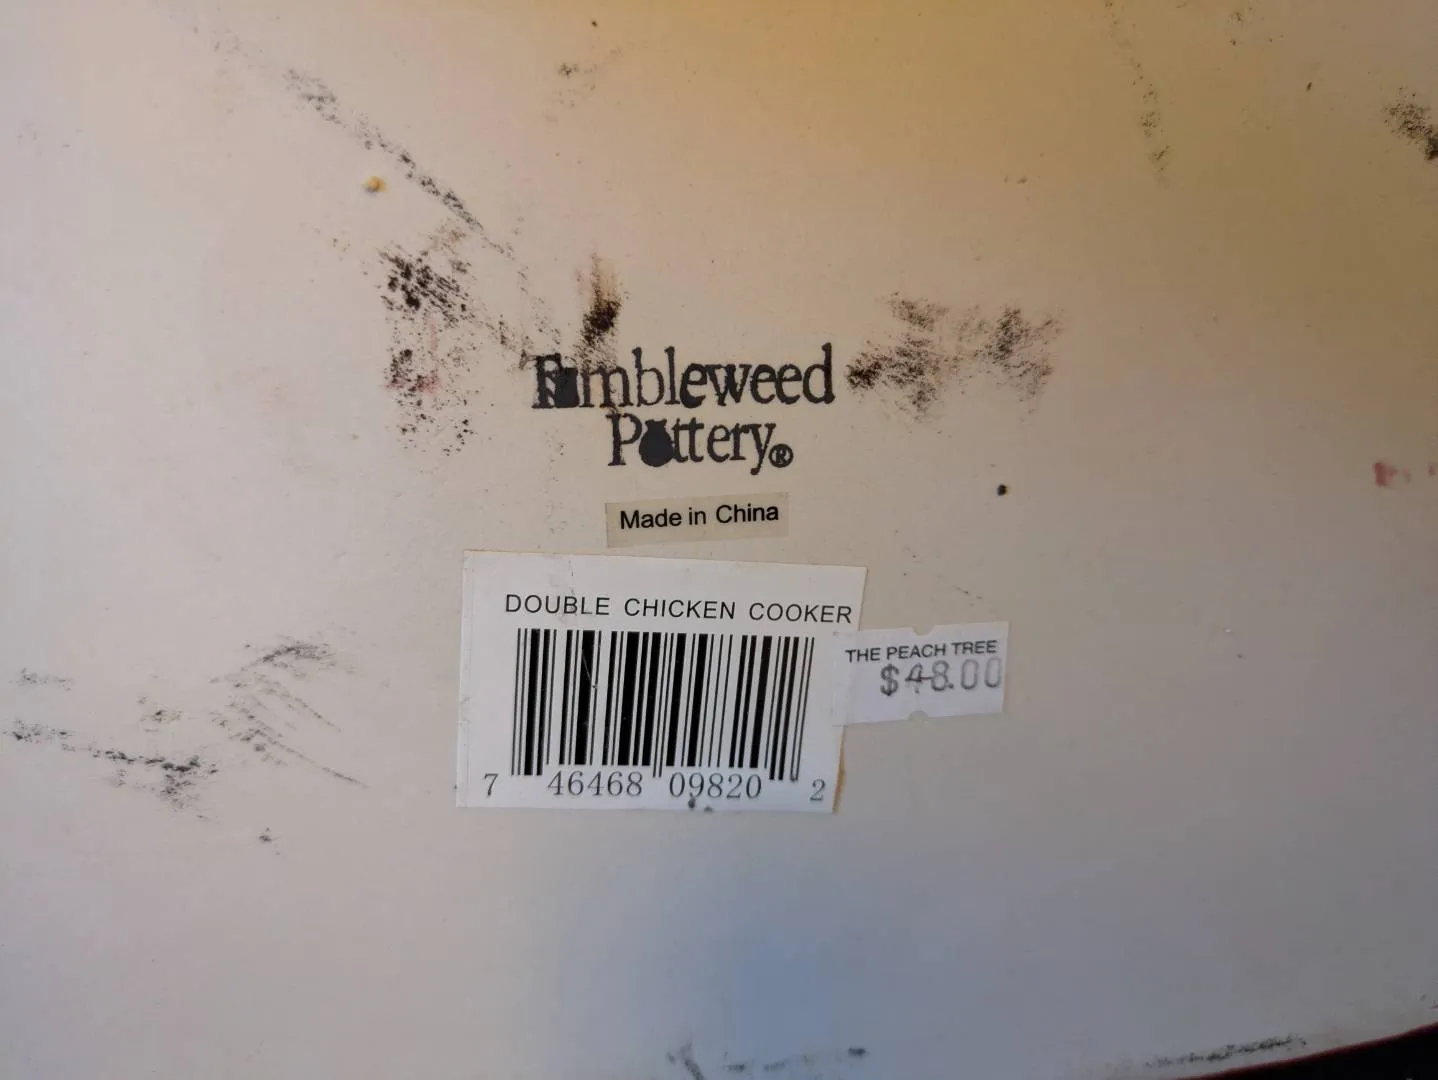 Tumbleweed
Pottery®
Made in China
DOUBLE CHICKEN COOKER
7 46468 09820 2
THE PEACH TREE
$48.00